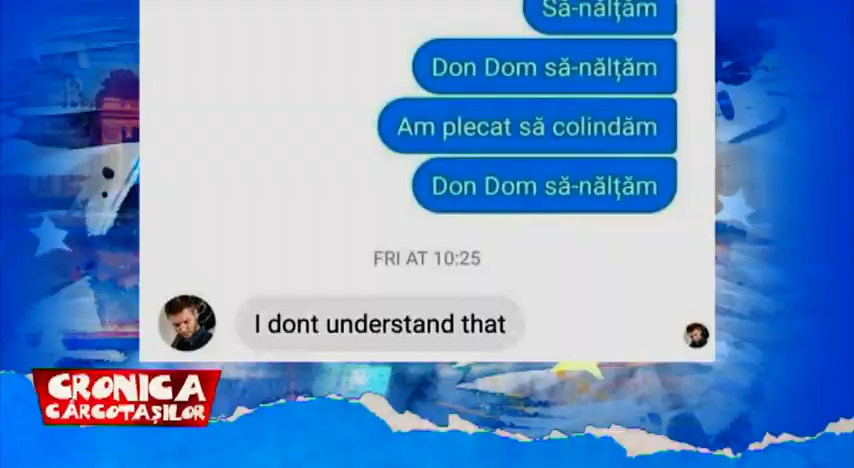 Să-nălțăm
Don Dom să-nălțăm
Am plecat să colindăm
Don Dom să-nălțăm
FRI AT 10:25
I dont understand that
CRONICA
CÂRCOTAȘILOR